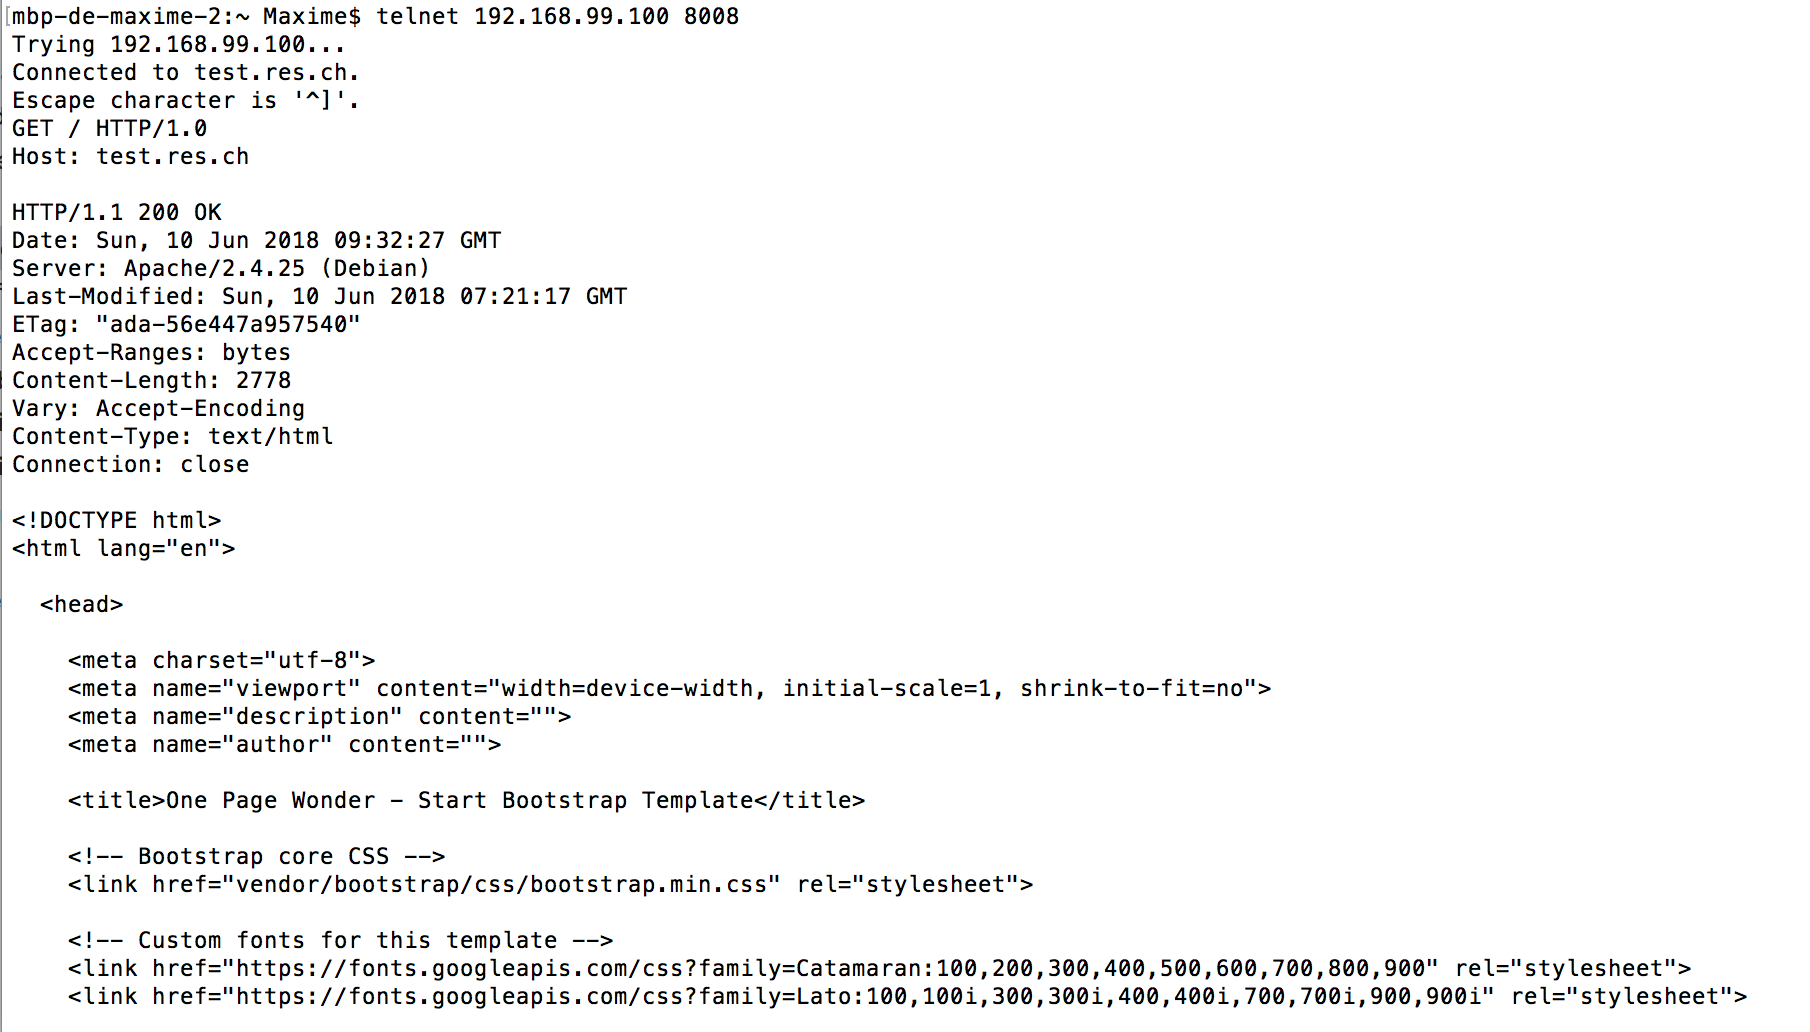 [mbp-de-maxime-2:~ Maxime$ telnet 192.168.99.100 8008
Trying 192.168.99.100...
Connected to test.res.ch.
Escape character is '^]'.
GET / HTTP/1.0
Host: test.res.ch

HTTP/1.1 200 OK
Date: Sun, 10 Jun 2018 09:32:27 GMT
Server: Apache/2.4.25 (Debian)
Last-Modified: Sun, 10 Jun 2018 07:21:17 GMT
ETag: "ada-56e447a957540"
Accept-Ranges: bytes
Content-Length: 2778
Vary: Accept-Encoding
Content-Type: text/html
Connection: close

<!DOCTYPE html>
<html lang="en">

  <head>

    <meta charset="utf-8">
    <meta name="viewport" content="width=device-width, initial-scale=1, shrink-to-fit=no">
    <meta name="description" content="">
    <meta name="author" content="">

    <title>One Page Wonder - Start Bootstrap Template</title>

    <!-- Bootstrap core CSS -->
    <link href="vendor/bootstrap/css/bootstrap.min.css" rel="stylesheet">

    <!-- Custom fonts for this template -->
    <link href="https://fonts.googleapis.com/css?family=Catamaran:100,200,300,400,500,600,700,800,900" rel="stylesheet">
    <link href="https://fonts.googleapis.com/css?family=Lato:100,100i,300,300i,400,400i,700,700i,900,900i" rel="stylesheet">